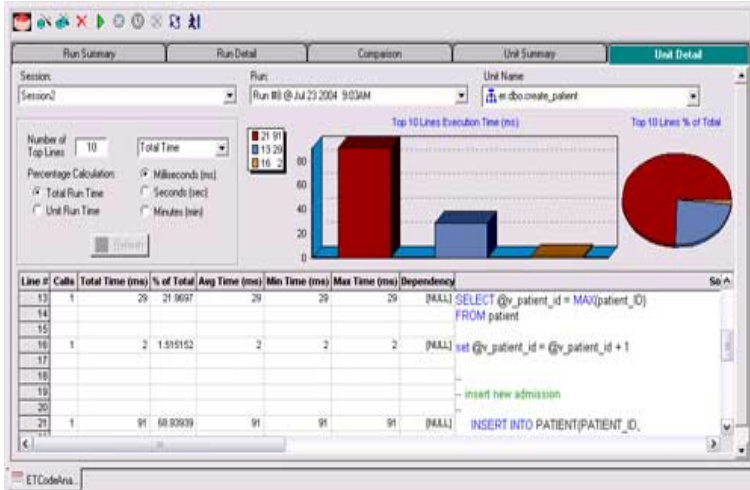 Run Summary
Run Detail
Comparison
Unit Summary
Unit Detail
Session:
Run:
Unit Name
Session2
Run #8 @ Jul 23 2004 9:03AM
er.dbo.create_patient
Number of
Top Lines
10
Total Time
Percentage Calculation:
Total Run Time
Unit Run Time
Milliseconds (ms)
Seconds (sec)
Minutes (min)
Refresh
21 91
13 29
16 2
Top 10 Lines Execution Time (ms)
80
60
40
20
0
Top 10 Lines % of Total
Line # Calls Total Time (ms) % of Total Avg Time (ms) Min Time (ms) Max Time (ms) Dependency So
13 1 29 21.9697 29 29 29 [NULL] SELECT @v_patient_id = MAX(patient_ID)
14 FROM patient
15
16 1 2 1.515152 2 2 2 [NULL] set @v_patient_id = @v_patient_id + 1
17
18 --
19 -- insert new admission
20 --
21 1 91 68.93939 91 91 91 [NULL] INSERT INTO PATIENT(PATIENT_ID,
ETCodeAna...